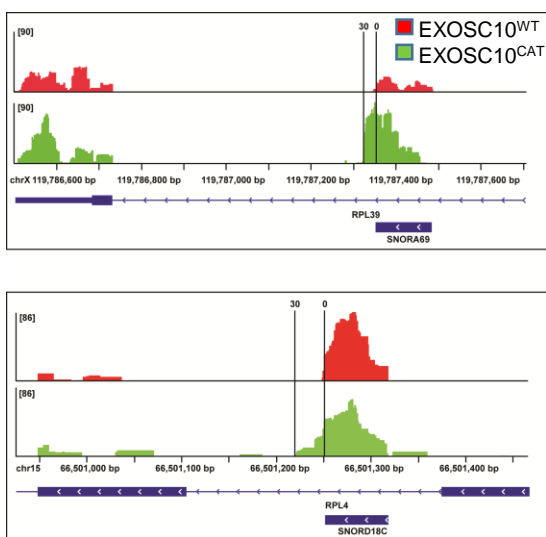 [90]
30 0
EXOSC10WT
EXOSC10CAT
[90]
chrX 119,786,600 bp 119,786,800 bp 119,787,000 bp 119,787,200 bp 119,787,400 bp 119,787,600 bp
RPL39
SNORA69
[86]
30 0
[86]
chr15 66,501,000 bp 66,501,100 bp 66,501,200 bp 66,501,300 bp 66,501,400 bp
RPL4
SNORD18C